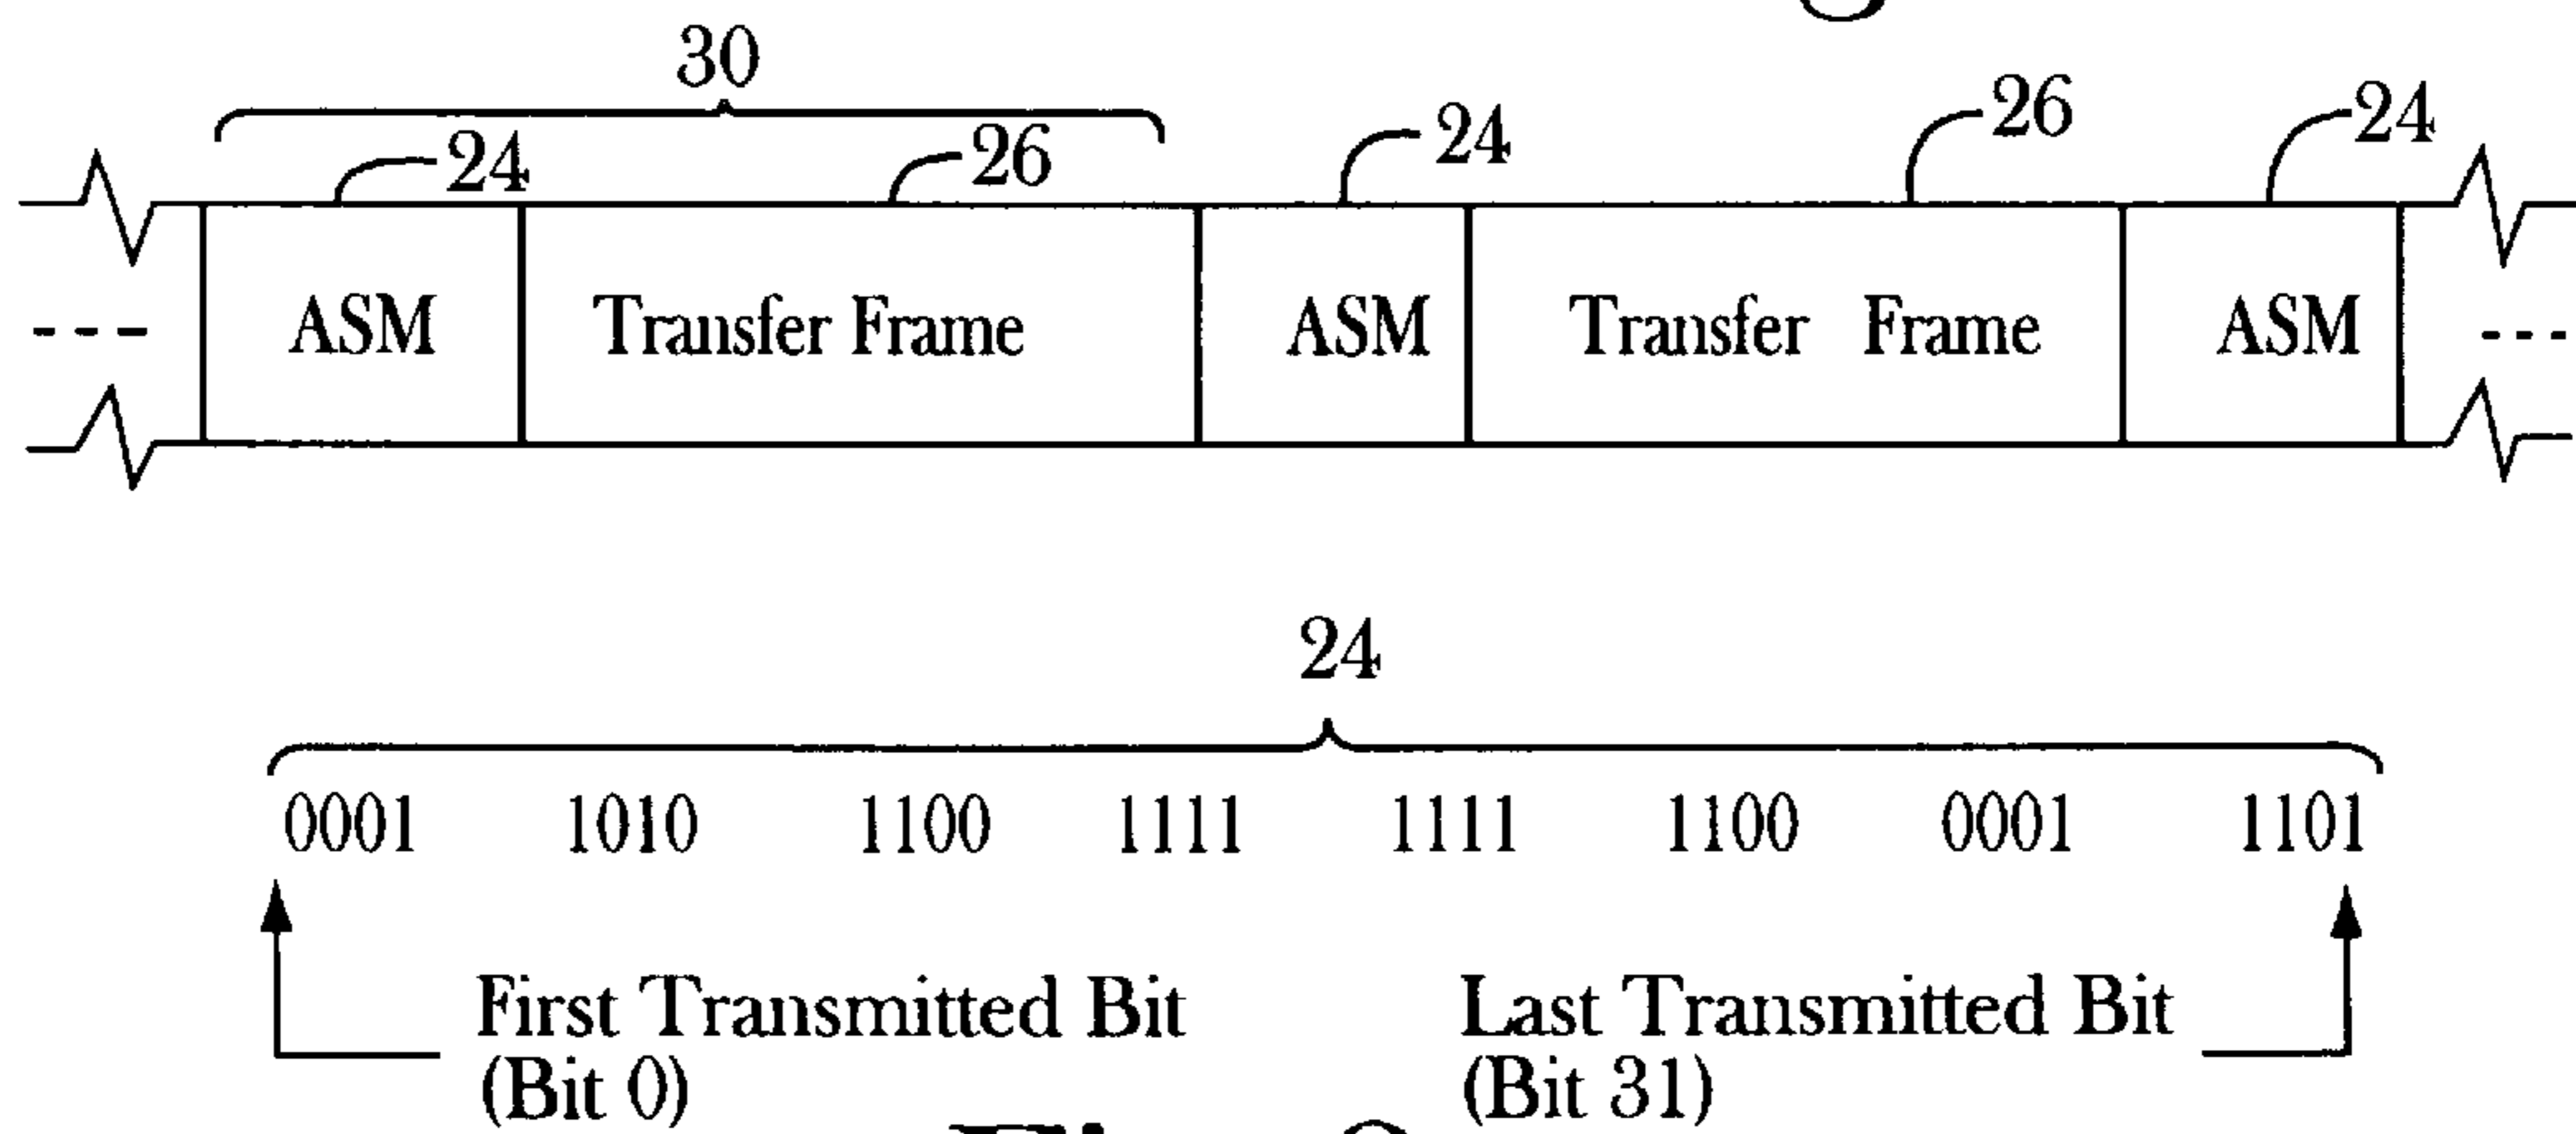 30
24 26 24 26 24
ASM Transfer Frame ASM Transfer Frame ASM
24
0001 1010 1100 1111 1111 1100 0001 1101
First Transmitted Bit Last Transmitted Bit
(Bit 0) (Bit 31)